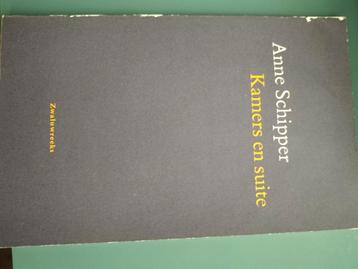 Anne Schipper
Kamers en suite
Zwaluwreeks